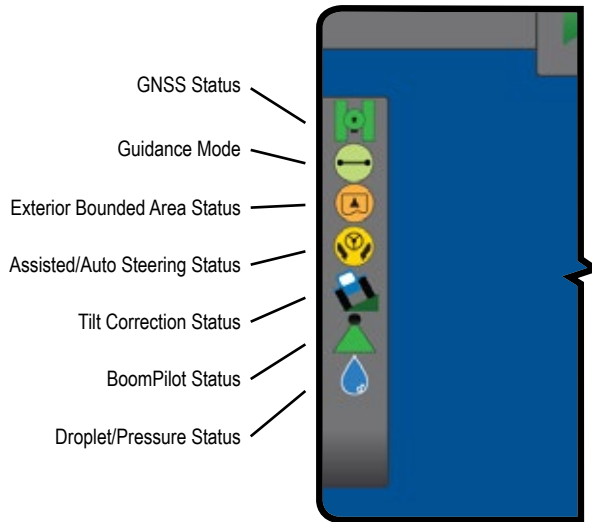 GNSS Status
Guidance Mode
Exterior Bounded Area Status
Assisted/Auto Steering Status
Tilt Correction Status
BoomPilot Status
Droplet/Pressure Status